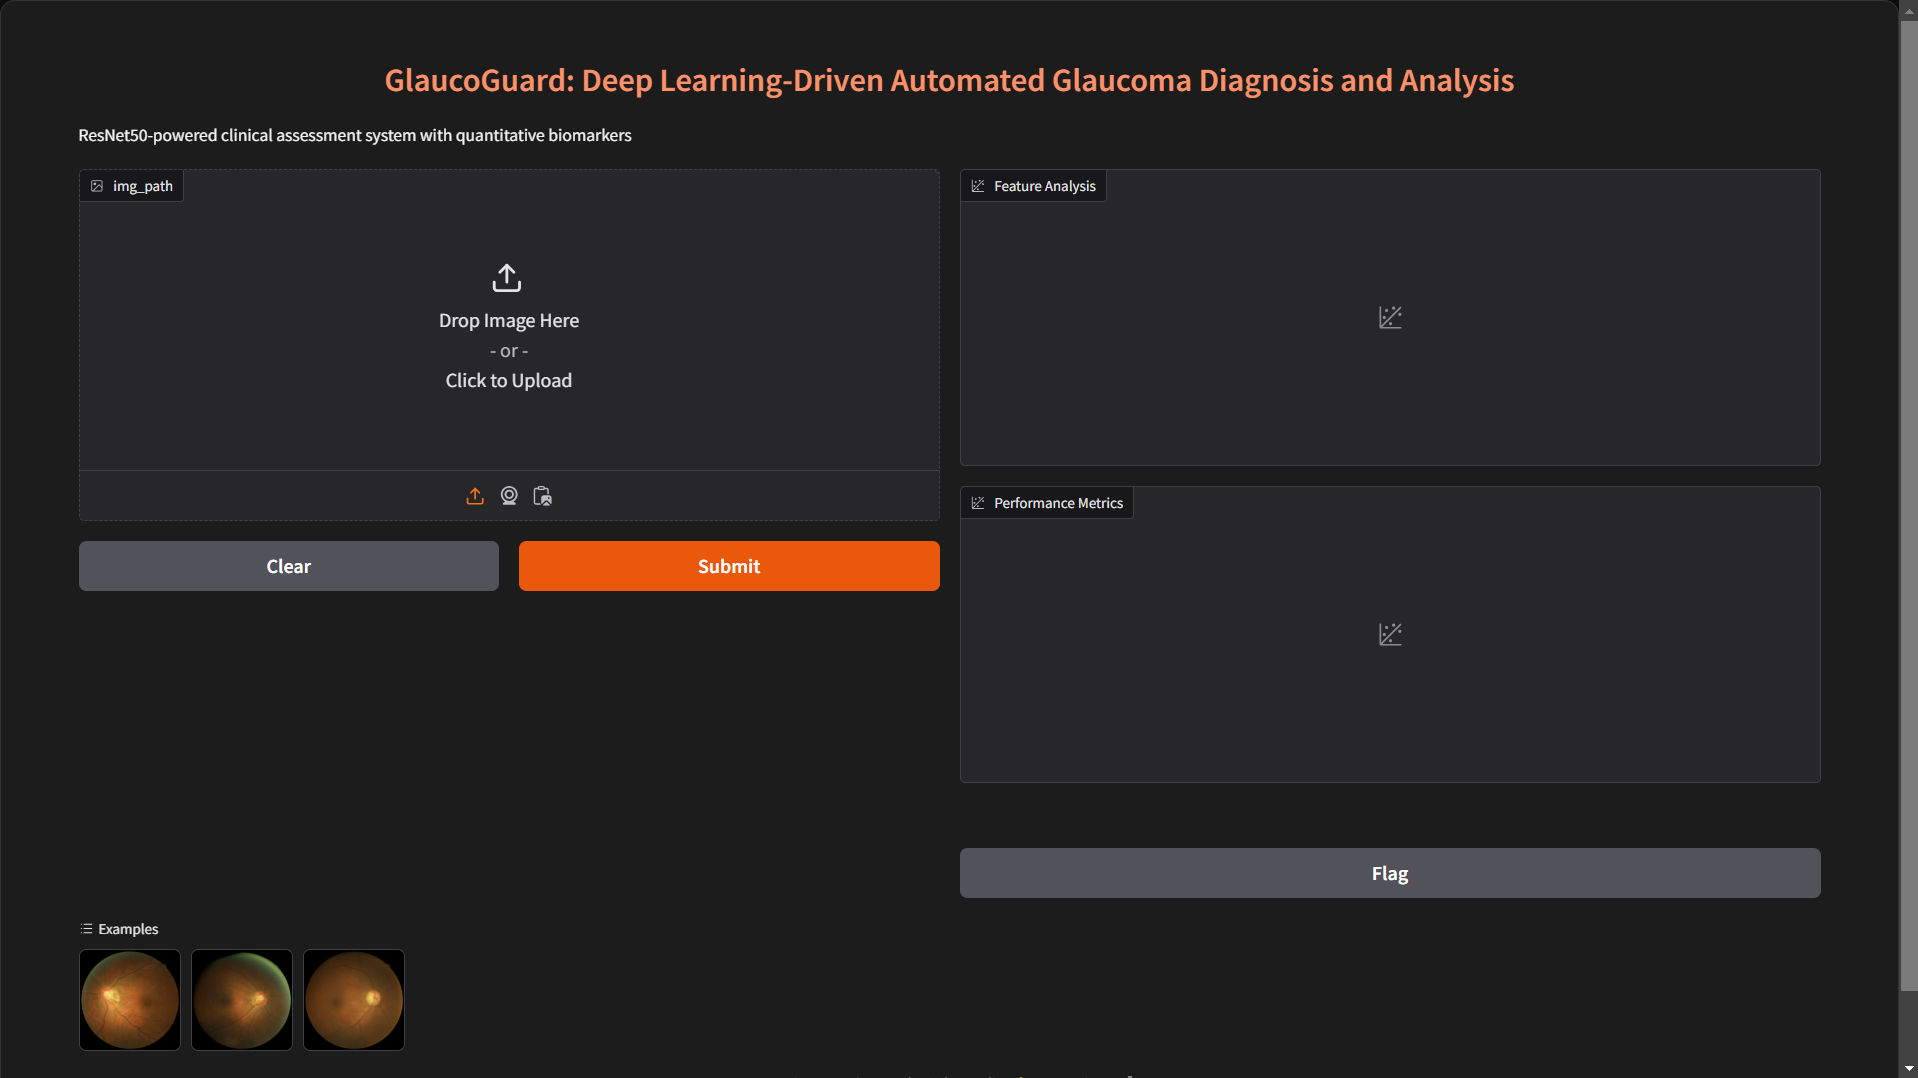 GlaucoGuard: Deep Learning-Driven Automated Glaucoma Diagnosis and Analysis
ResNet50-powered clinical assessment system with quantitative biomarkers
img_path
Drop Image Here
- or -
Click to Upload
Clear
Submit
Feature Analysis
Performance Metrics
Flag
Examples